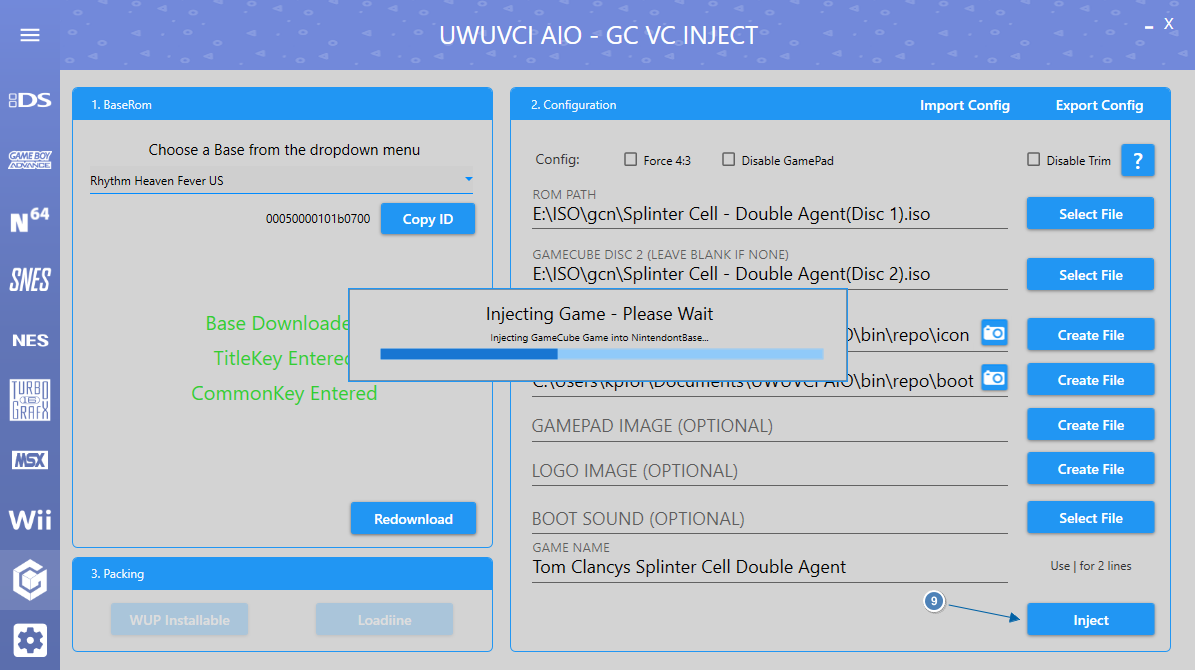 UWUVCI AIO - GC VC INJECT
X
DS
GAME BOY
ADVANCE
N64
SNES
NES
TURBO
GRAFX
MSX
Wii
1. BaseRom
Choose a Base from the dropdown menu
Rhythm Heaven Fever US
00050000101b0700
Copy ID
Base Downloade
TitleKey Entered
CommonKey Entered
Redownload
3. Packing
WUP Installable
Loadiine
2. Configuration
Import Config
Export Config
Config:
Force 4:3
Disable GamePad
Disable Trim
?
ROM PATH
E:\ISO\gcn\Splinter Cell - Double Agent(Disc 1).iso
Select File
GAMECUBE DISC 2 (LEAVE BLANK IF NONE)
E:\ISO\gcn\Splinter Cell - Double Agent(Disc 2).iso
Select File
Injecting Game - Please Wait
Injecting GameCube Game into NintendontBase...
\bin\repo\icon
Create File
C:\Users\kpfor\Documents\UWUVCI AIO\bin\repo\boot
Create File
GAMEPAD IMAGE (OPTIONAL)
Create File
LOGO IMAGE (OPTIONAL)
Create File
BOOT SOUND (OPTIONAL)
Select File
GAME NAME
Tom Clancys Splinter Cell Double Agent
Use | for 2 lines
9
Inject